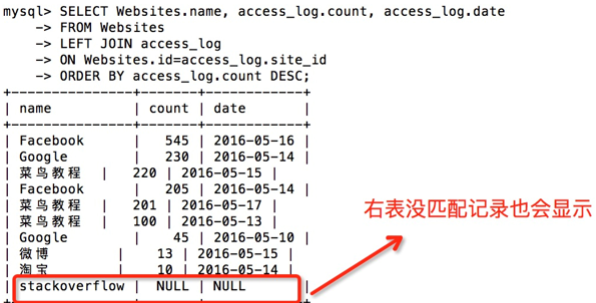 mysql> SELECT Websites.name, access_log.count, access_log.date
    -> FROM Websites
    -> LEFT JOIN access_log
    -> ON Websites.id=access_log.site_id
    -> ORDER BY access_log.count DESC;
+---------------+-------+------------+
| name          | count | date       |
+---------------+-------+------------+
| Facebook      |   545 | 2016-05-16 |
| Google        |   230 | 2016-05-14 |
| 菜鸟教程  |   220 | 2016-05-15 |
| Facebook      |   205 | 2016-05-14 |
| 菜鸟教程  |   201 | 2016-05-17 |
| 菜鸟教程  |   100 | 2016-05-13 |
| Google        |    45 | 2016-05-10 |
| 微博        |    13 | 2016-05-15 |
| 淘宝        |    10 | 2016-05-14 |
| stackoverflow |  NULL | NULL       |
右表没匹配记录也会显示